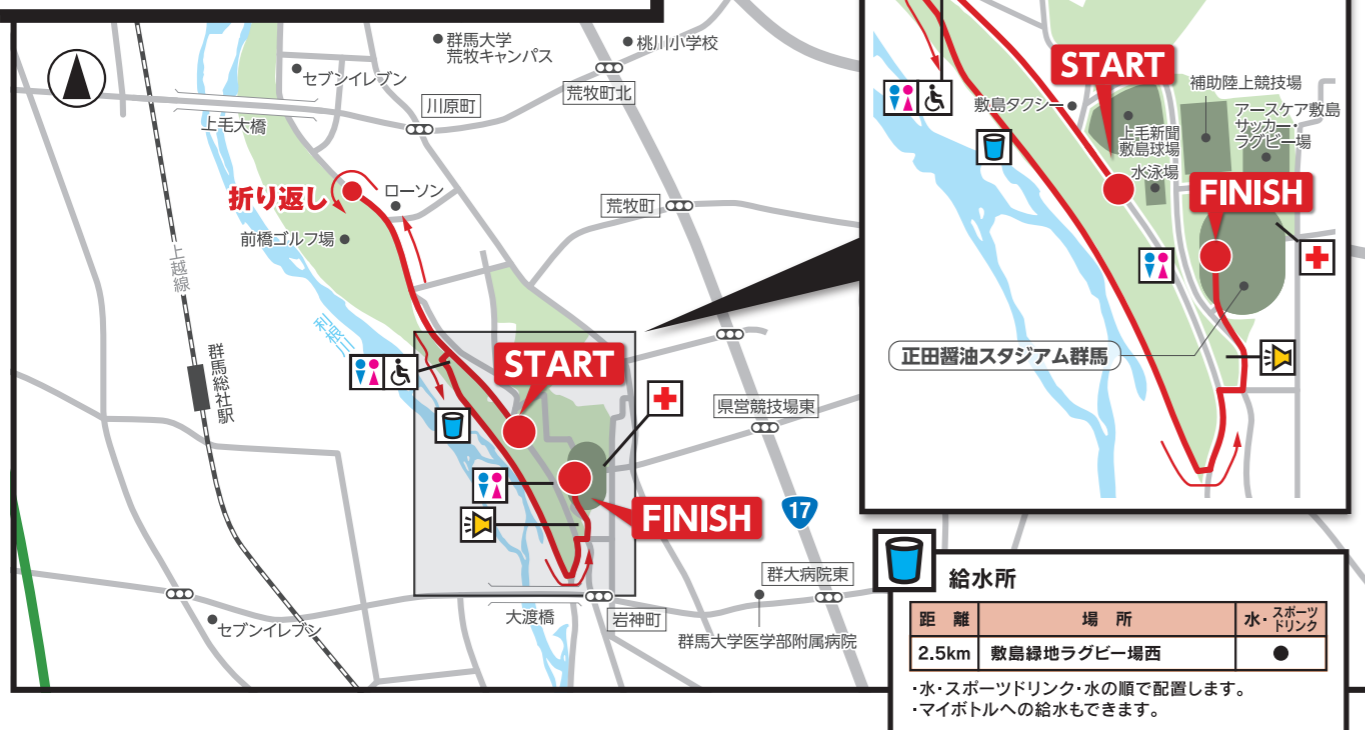 群馬大学
荒牧キャンパス
桃川小学校
セブンイレブン
荒牧町北
川原町
上毛大橋
折り返し
ローソン
荒牧町
前橋ゴルフ場
上越線
利根川
群馬総社駅
START
県営競技場東
FINISH
17
群大病院東
大渡橋
岩神町
セブンイレブン
群馬大学医学部附属病院
START
補助陸上競技場
敷島タクシー
アースケア敷島
サッカー・
ラグビー場
上毛新聞
敷島球場
水泳場
FINISH
正田醤油スタジアム群馬
給水所
距 離 場 所 水・スポーツドリンク
2.5km 敷島緑地ラグビー場西 ●
・水・スポーツドリンク・水の順で配置します。
・マイボトルへの給水もできます。